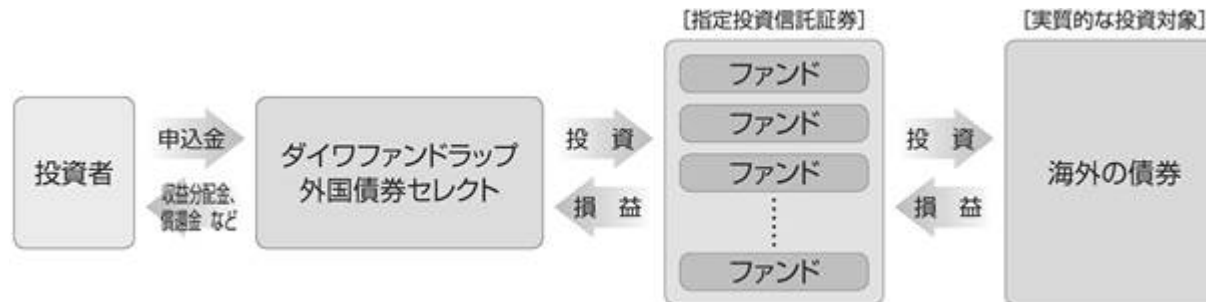 [指定投資信託証券]
[実質的な投資対象]
投資者
申込金
収益分配金、
償還金 など
ダイワファンドラップ
外国債券セレクト
投 資
損 益
ファンド
ファンド
ファンド
ファンド
投 資
損 益
海外の債券